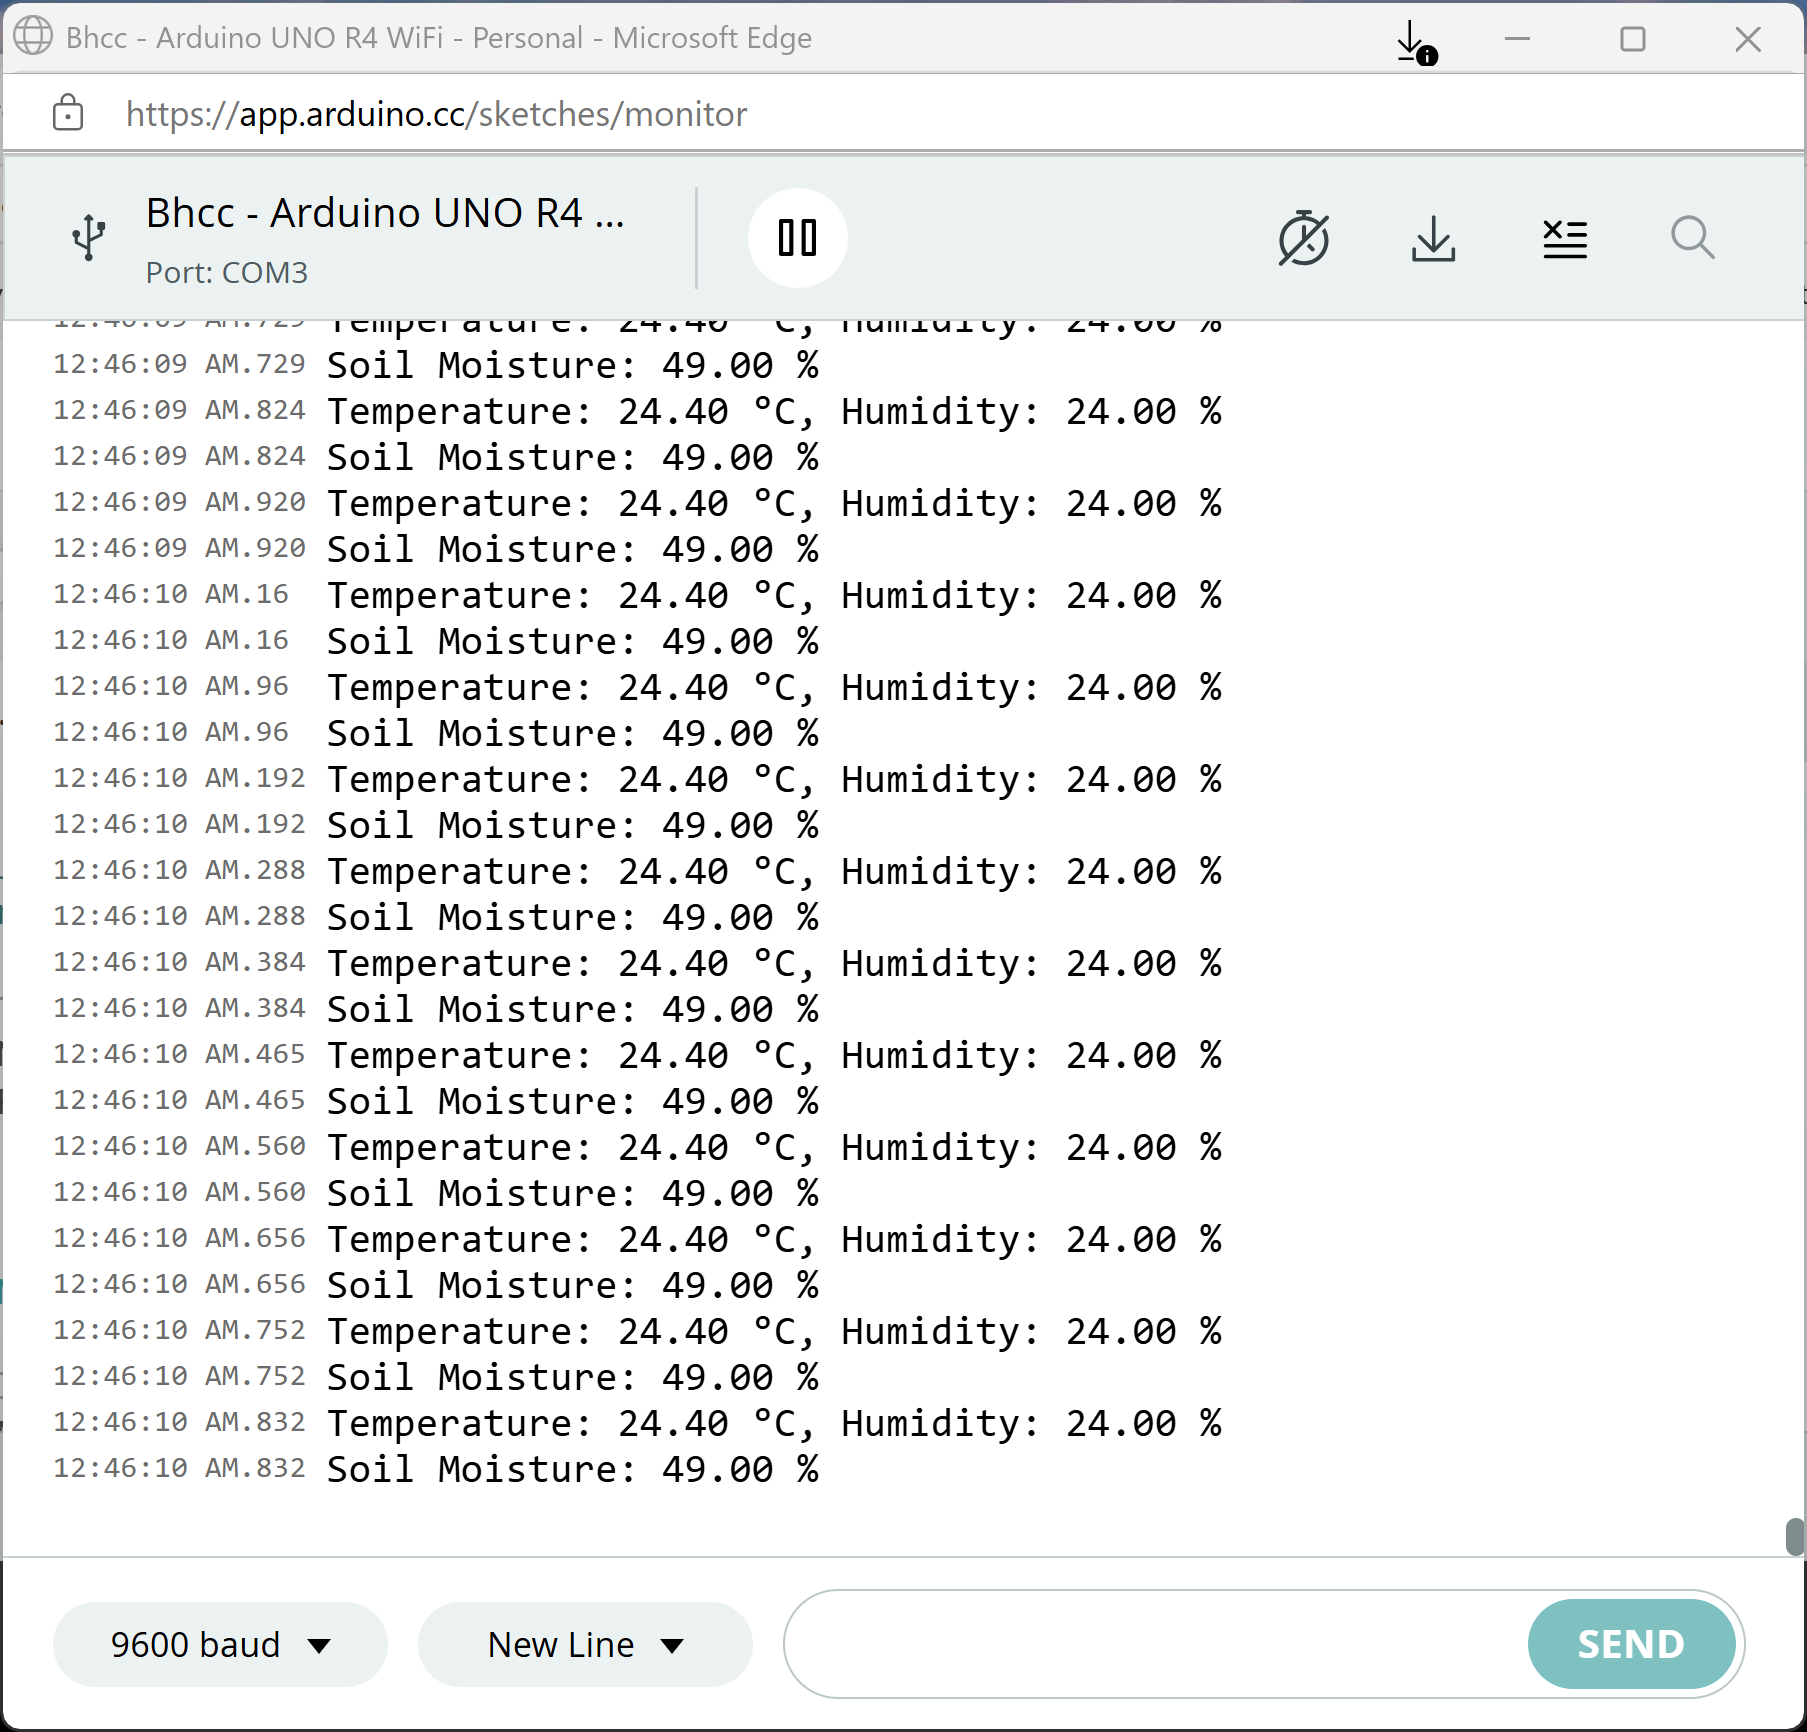 Bhcc - Arduino UNO R4 WiFi - Personal - Microsoft Edge
https://app.arduino.cc/sketches/monitor
Bhcc - Arduino UNO R4 ...
Port: COM3
12:46:09 AM.729 Temperature: 24.40 °C, Humidity: 24.00 %
12:46:09 AM.729 Soil Moisture: 49.00 %
12:46:09 AM.824 Temperature: 24.40 °C, Humidity: 24.00 %
12:46:09 AM.824 Soil Moisture: 49.00 %
12:46:09 AM.920 Temperature: 24.40 °C, Humidity: 24.00 %
12:46:09 AM.920 Soil Moisture: 49.00 %
12:46:10 AM.16 Temperature: 24.40 °C, Humidity: 24.00 %
12:46:10 AM.16 Soil Moisture: 49.00 %
12:46:10 AM.96 Temperature: 24.40 °C, Humidity: 24.00 %
12:46:10 AM.96 Soil Moisture: 49.00 %
12:46:10 AM.192 Temperature: 24.40 °C, Humidity: 24.00 %
12:46:10 AM.192 Soil Moisture: 49.00 %
12:46:10 AM.288 Temperature: 24.40 °C, Humidity: 24.00 %
12:46:10 AM.288 Soil Moisture: 49.00 %
12:46:10 AM.384 Temperature: 24.40 °C, Humidity: 24.00 %
12:46:10 AM.384 Soil Moisture: 49.00 %
12:46:10 AM.465 Temperature: 24.40 °C, Humidity: 24.00 %
12:46:10 AM.465 Soil Moisture: 49.00 %
12:46:10 AM.560 Temperature: 24.40 °C, Humidity: 24.00 %
12:46:10 AM.560 Soil Moisture: 49.00 %
12:46:10 AM.656 Temperature: 24.40 °C, Humidity: 24.00 %
12:46:10 AM.656 Soil Moisture: 49.00 %
12:46:10 AM.752 Temperature: 24.40 °C, Humidity: 24.00 %
12:46:10 AM.752 Soil Moisture: 49.00 %
12:46:10 AM.832 Temperature: 24.40 °C, Humidity: 24.00 %
12:46:10 AM.832 Soil Moisture: 49.00 %
9600 baud
New Line
SEND